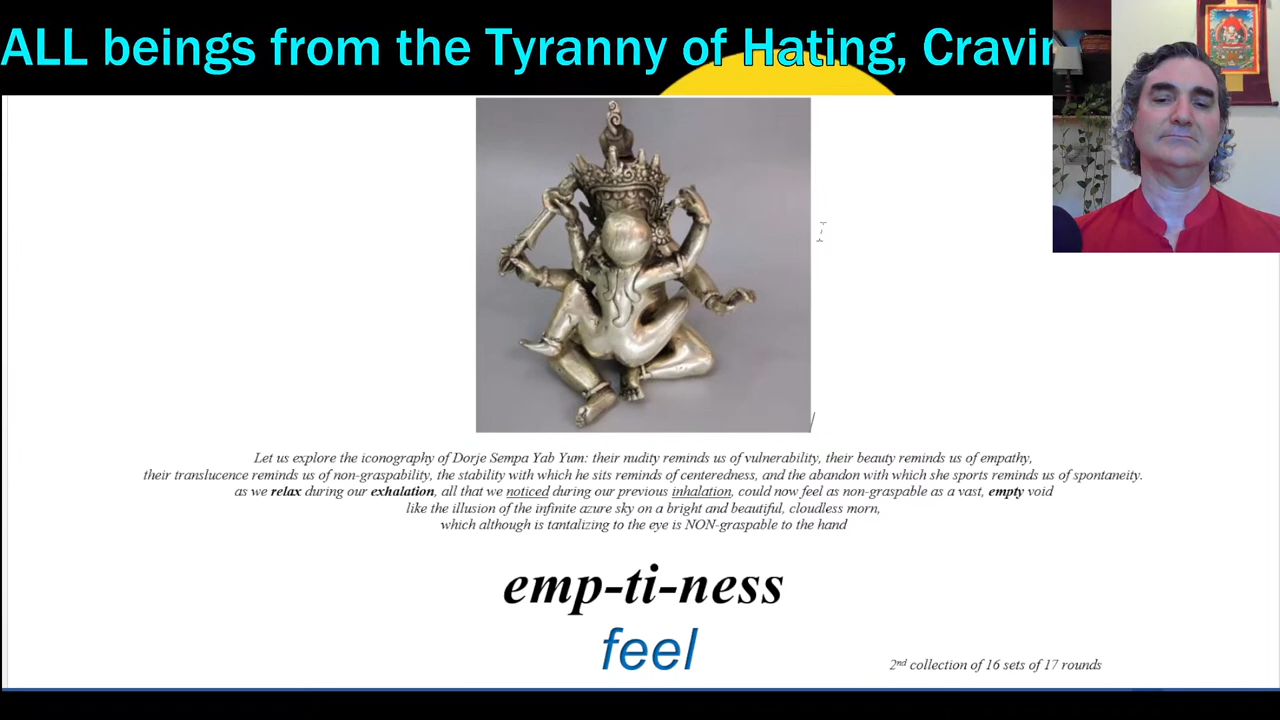 ALL beings from the Tyranny of Hating,
Let us explore the iconography of Dorje Sempa Yab Yum: their nudity reminds us of vulnerability, their beauty reminds us of empathy,
their translucence reminds us of non-graspability, the stability with which he sits reminds of centeredness, and the abandon with which she sports reminds us of spontaneity.
as we relax during our exhalation, all that we noticed during our previous inhalation, could now feel as non-graspable as a vast, empty void
like the illusion of the infinite azure sky on a bright and beautiful, cloudless morn,
which although is tantalizing to the eye is NON-graspable to the hand
emp-ti-ness
feel
2nd collection of 16 sets of 17 rounds